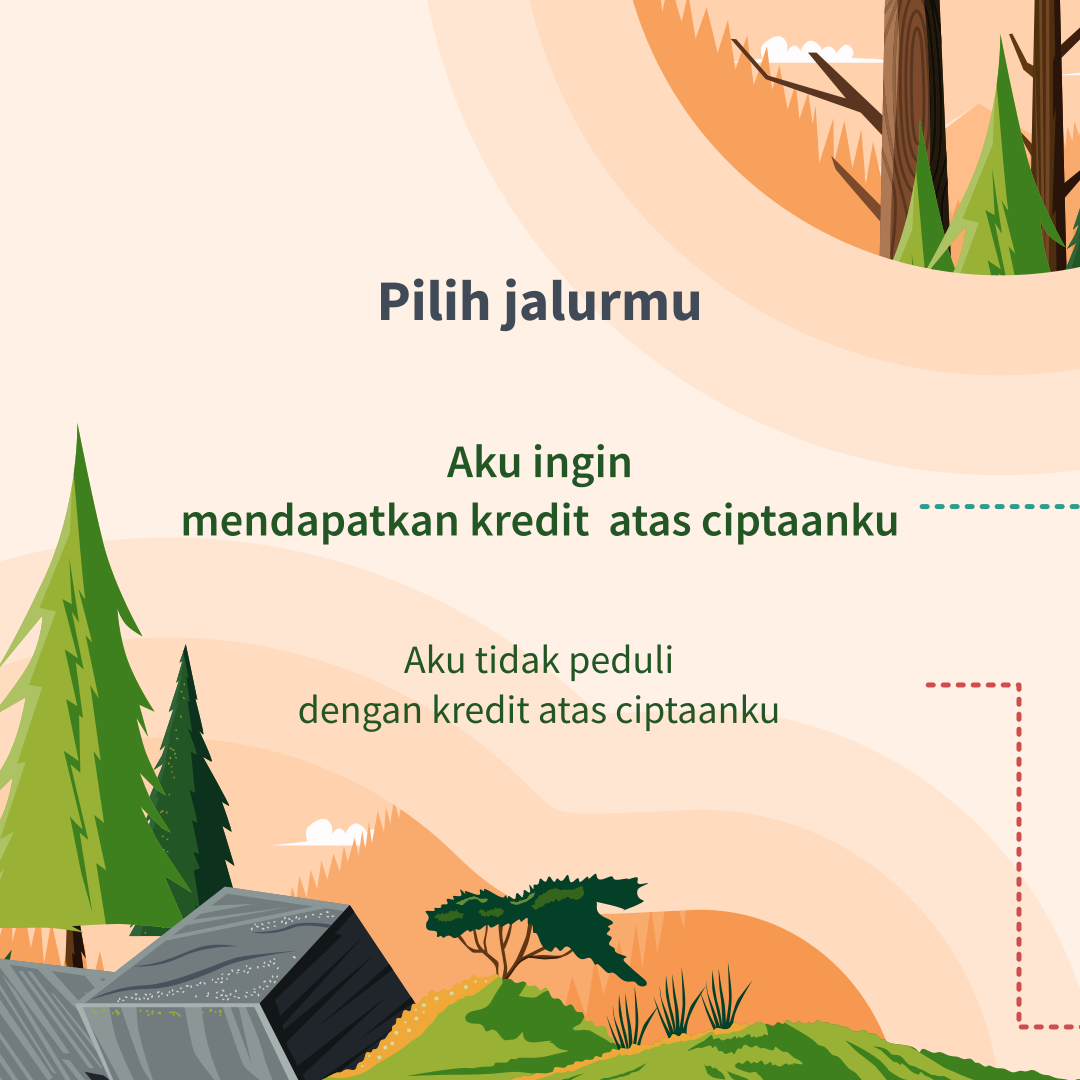 Pilih jalurmu
Aku ingin
mendapatkan kredit atas ciptaanku
Aku tidak peduli
dengan kredit atas ciptaanku